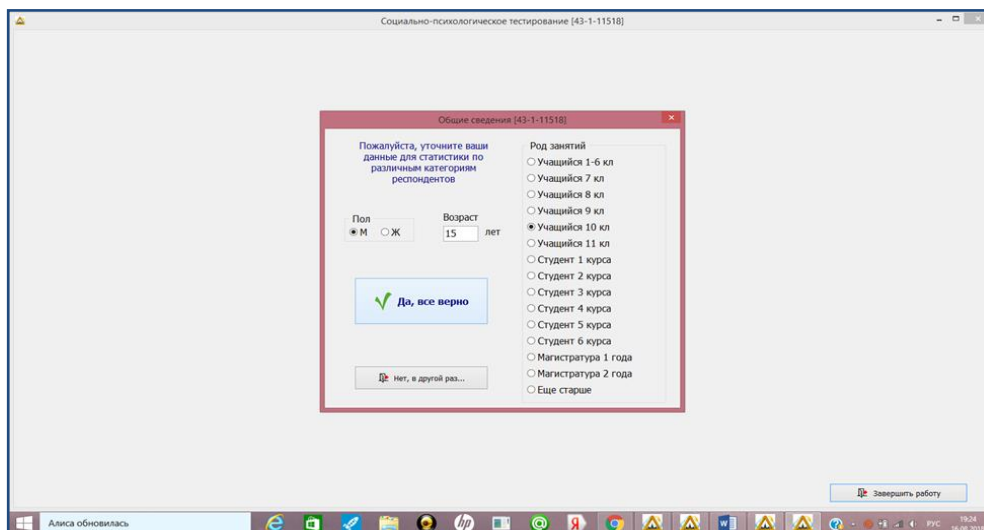 Социально-психологическое тестирование [43-1-11518]
Общие сведения [43-1-11518]
Пожалуйста, уточните ваши
данные для статистики по
различным категориям
респондентов
Пол
М Ж
Возраст
15 лет
Да, все верно
Нет, в другой раз...
Род занятий
Учащийся 1-6 кл
Учащийся 7 кл
Учащийся 8 кл
Учащийся 9 кл
Учащийся 10 кл
Учащийся 11 кл
Студент 1 курса
Студент 2 курса
Студент 3 курса
Студент 4 курса
Студент 5 курса
Студент 6 курса
Магистратура 1 года
Магистратура 2 года
Еще старше
Завершить работу
Алиса обновилась
hp
РУС
19:24